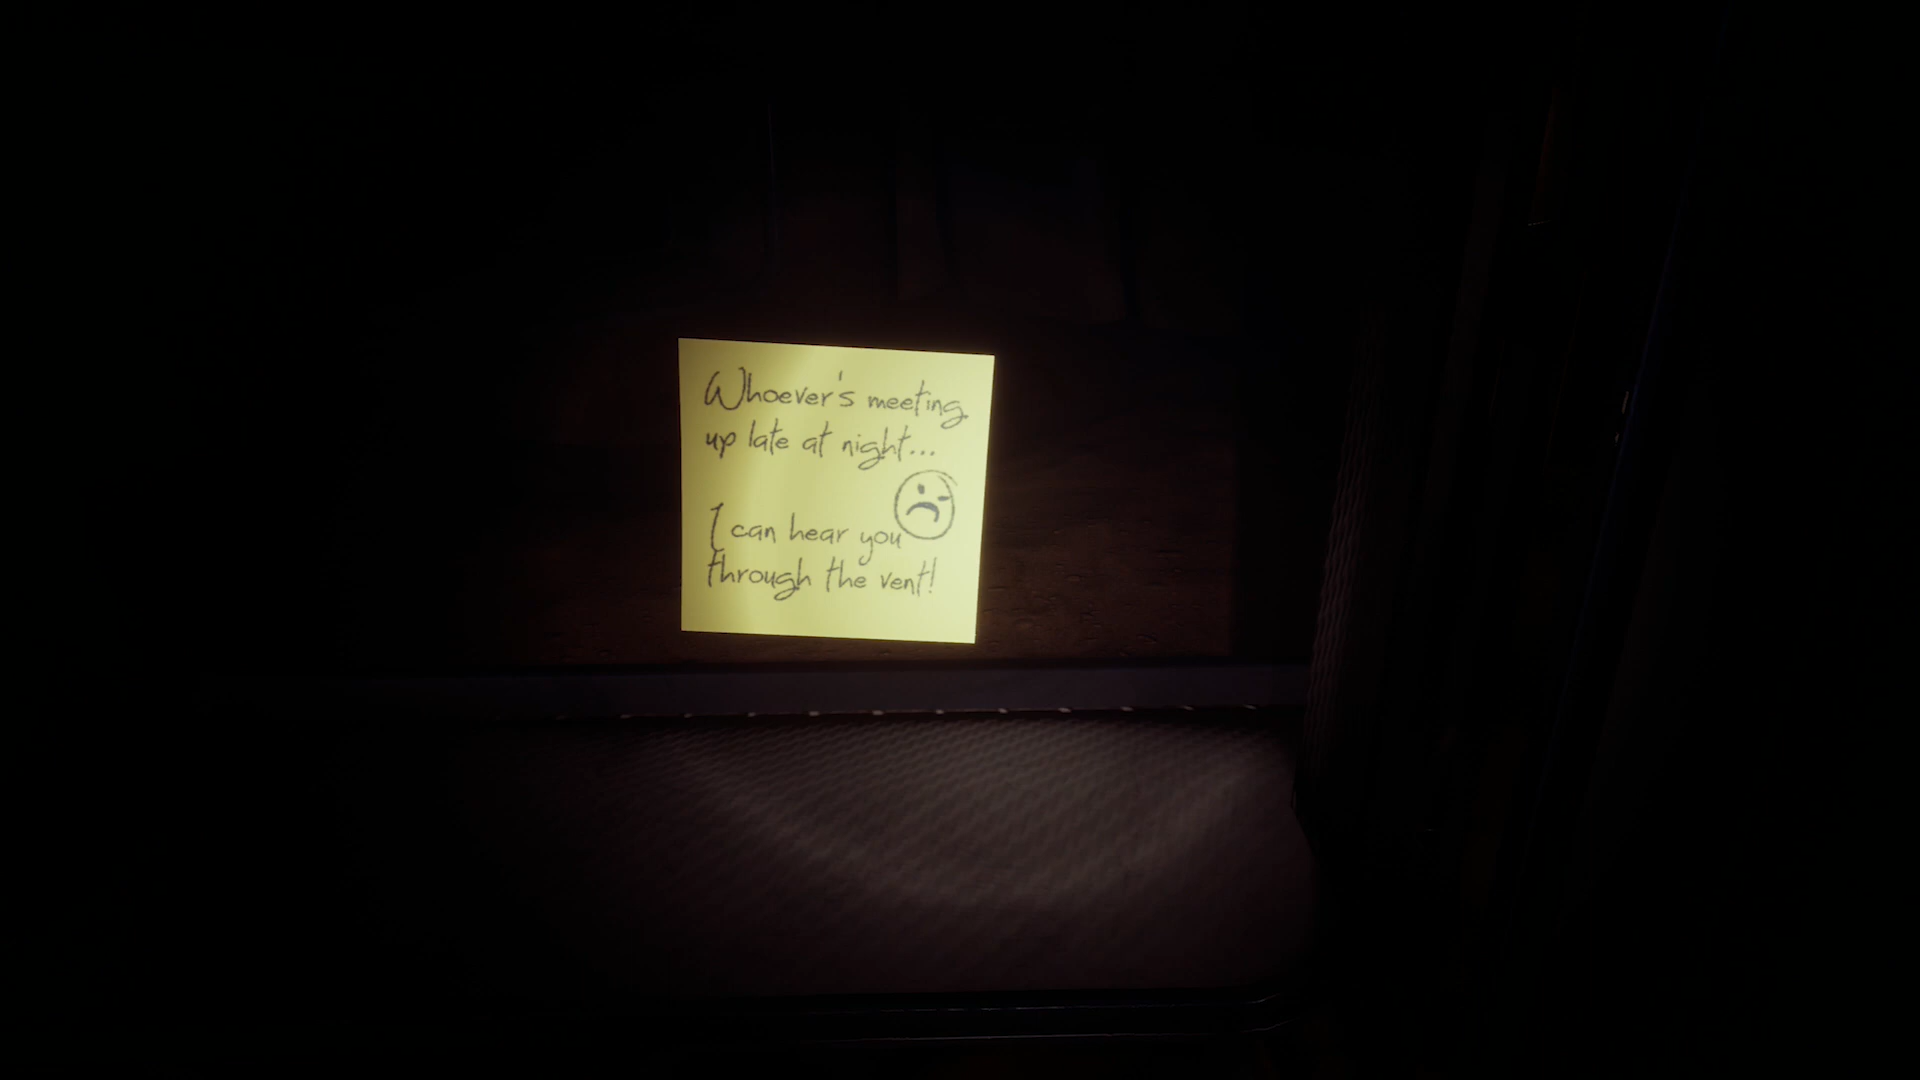 Whoever's meeting
up late at night...
I can hear you
through the vent!